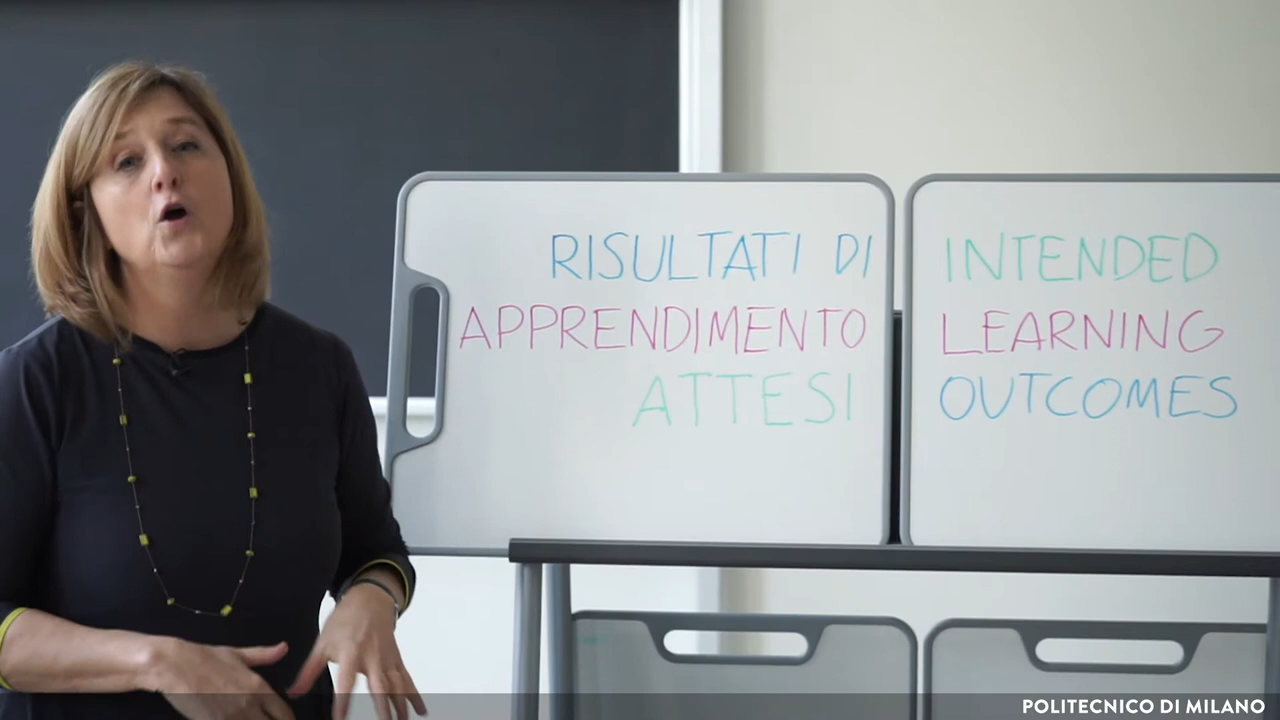 RISULTATI DI
APPRENDIMENTO
ATTESI
INTENDED
LEARNING
OUTCOMES
POLITECNICO DI MILANO